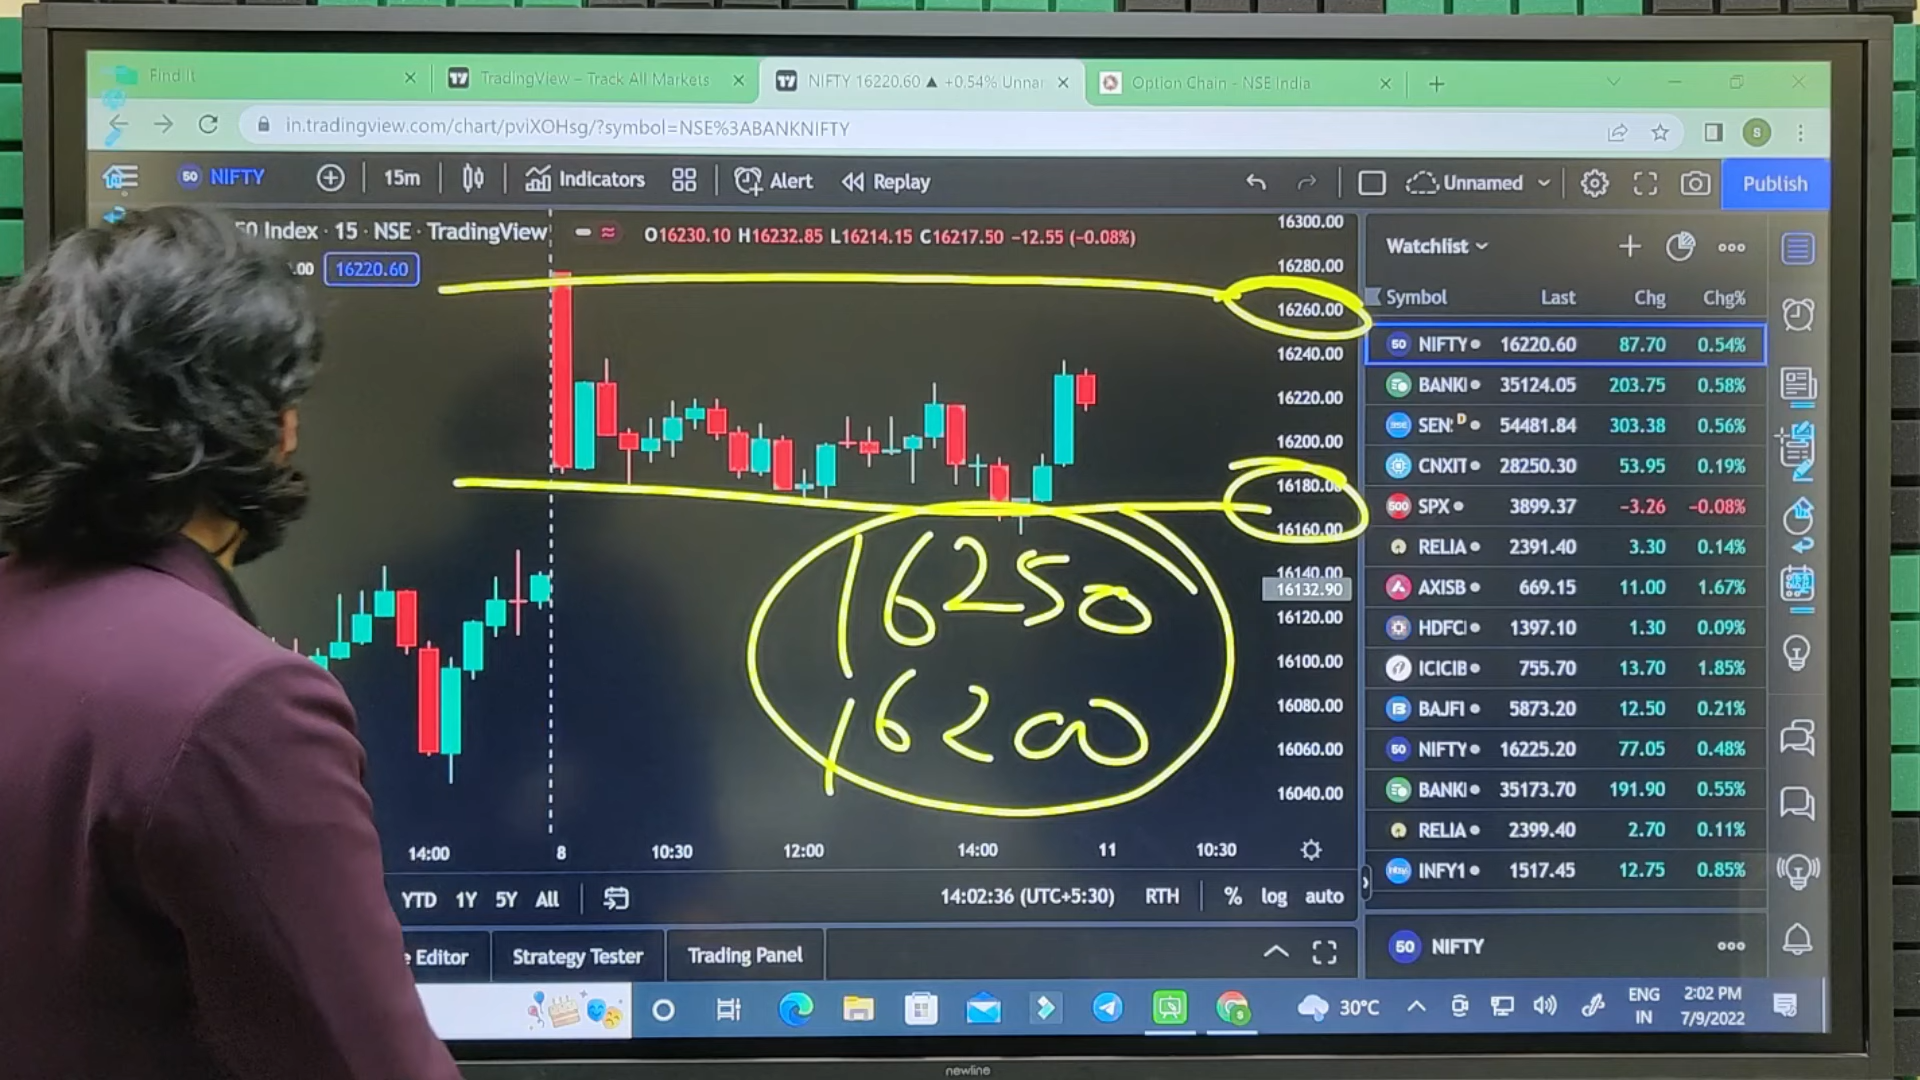 Find It
TradingView – Track All Markets
NIFTY 16220.60 ▲ +0.54% Unnar
Option Chain - NSE India
in.tradingview.com/chart/pviXOHsg/?symbol=NSE%3ABANKNIFTY
S
50 NIFTY
15m
Indicators
Alert
Replay
Unnamed
Publish
50 Index · 15 · NSE · TradingView
O16230.10 H16232.85 L16214.15 C16217.50 −12.55 (−0.08%)
.00
16220.60
16300.00
16280.00
16260.00
16240.00
16220.00
16200.00
16180.00
16160.00
16140.00
16132.90
16120.00
16100.00
16080.00
16060.00
16040.00
16250
16200
14:00 8 10:30 12:00 14:00 11 10:30
YTD 1Y 5Y All
14:02:36 (UTC+5:30) RTH % log auto
e Editor Strategy Tester Trading Panel
Watchlist
Symbol Last Chg Chg%
50 NIFTY 16220.60 87.70 0.54%
BANKI 35124.05 203.75 0.58%
SEN: D 54481.84 303.38 0.56%
CNXIT 28250.30 53.95 0.19%
500 SPX 3899.37 −3.26 −0.08%
RELIA 2391.40 3.30 0.14%
AXISB 669.15 11.00 1.67%
HDFCI 1397.10 1.30 0.09%
ICICIB 755.70 13.70 1.85%
BAJFI 5873.20 12.50 0.21%
50 NIFTY 16225.20 77.05 0.48%
BANKI 35173.70 191.90 0.55%
RELIA 2399.40 2.70 0.11%
INFY1 1517.45 12.75 0.85%
50 NIFTY
30°C
ENG
IN
2:02 PM
7/9/2022
newline